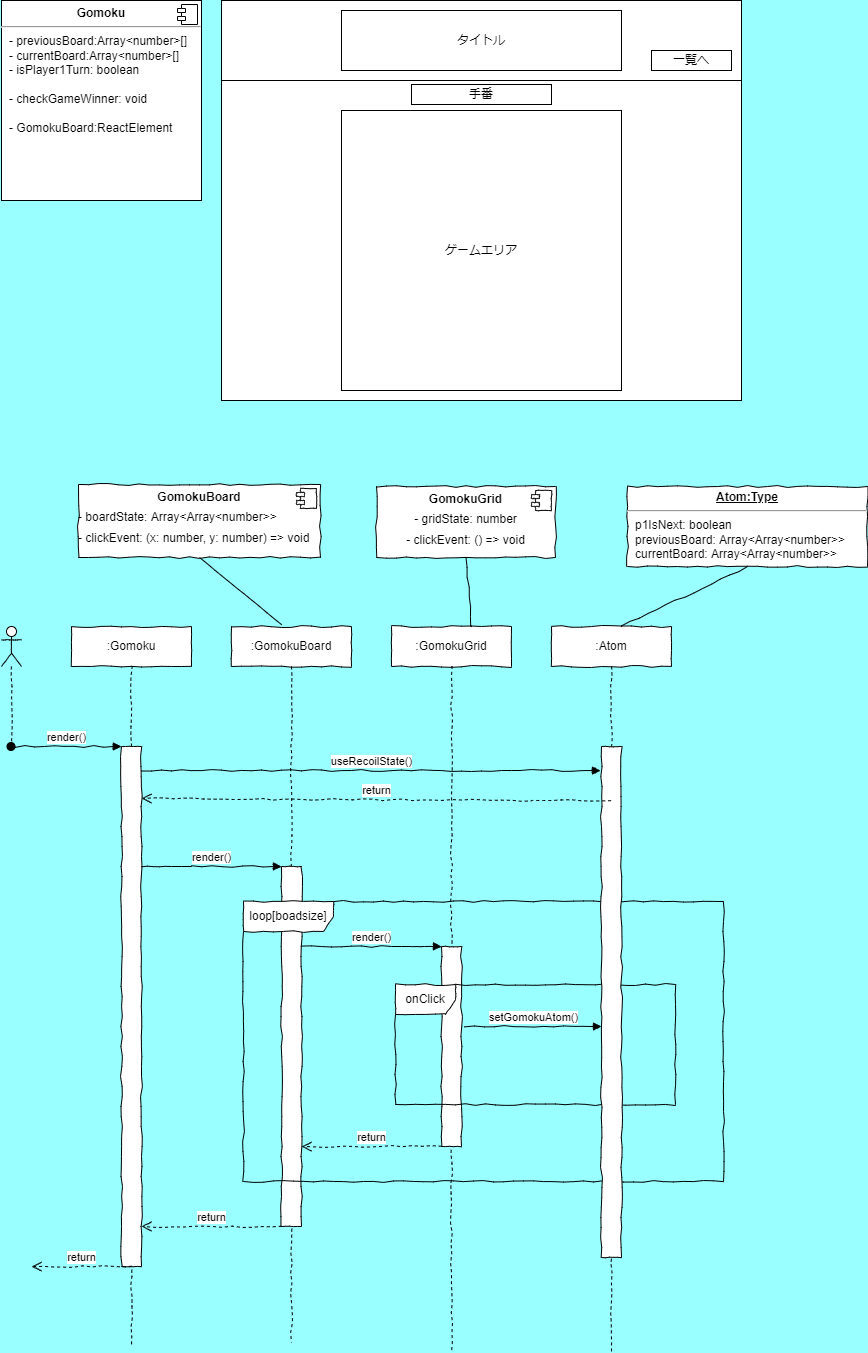 Gomoku
- previousBoard:Array<number>[]
- currentBoard:Array<number>[]
- isPlayer1Turn: boolean
- checkGameWinner: void
- GomokuBoard:ReactElement
タイトル
一覧へ
手番
ゲームエリア
GomokuBoard
- boardState: Array<Array<number>>
- clickEvent: (x: number, y: number) => void
GomokuGrid
- gridState: number
- clickEvent: () => void
Atom:Type
p1IsNext: boolean
previousBoard: Array<Array<number>>
currentBoard: Array<Array<number>>
:Gomoku
:GomokuBoard
:GomokuGrid
:Atom
render()
useRecoilState()
return
render()
loop[boadsize]
render()
onClick
setGomokuAtom()
return
return
return